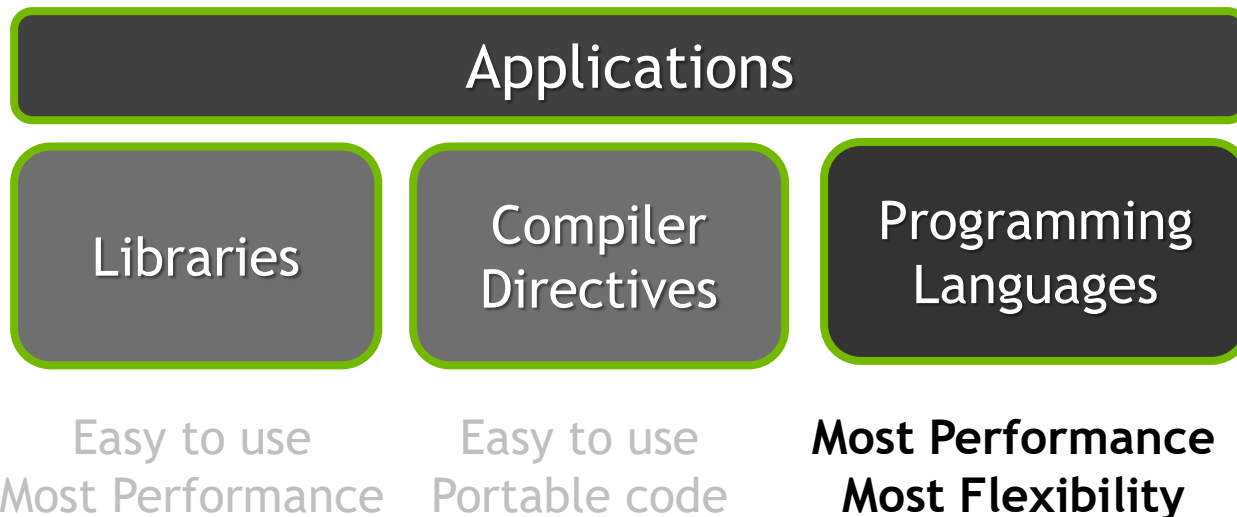 Applications
Libraries
Compiler
Directives
Programming
Languages
Easy to use
Most Performance
Easy to use
Portable code
Most Performance
Most Flexibility